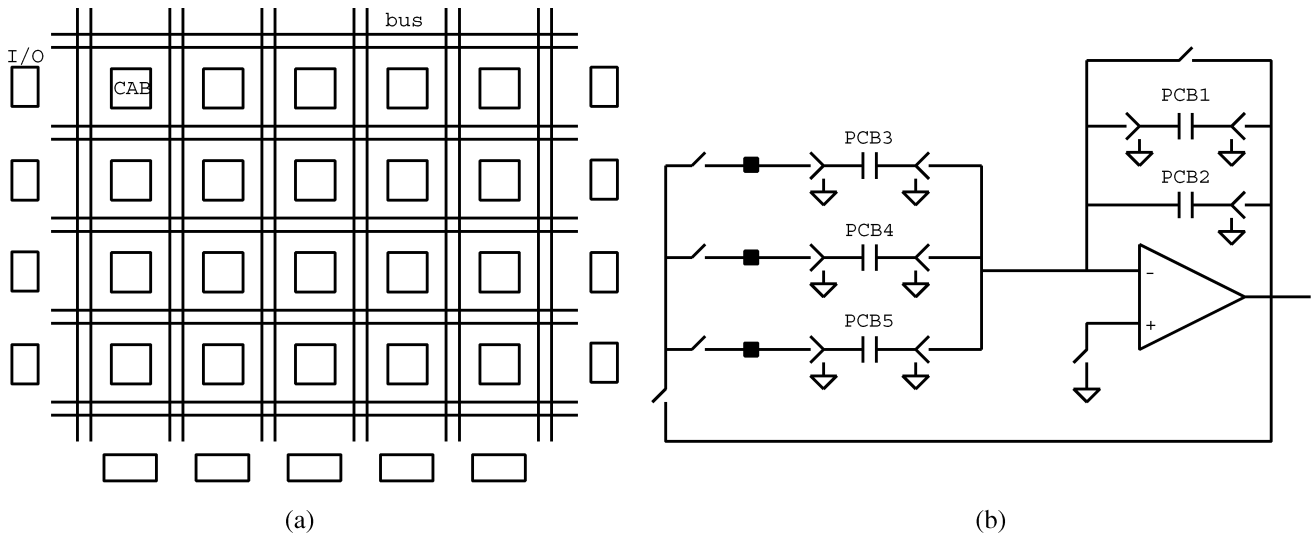 bus
I/O
CAB
PCB1
PCB3
PCB2
PCB4
-
PCB5
+
(a)
(b)